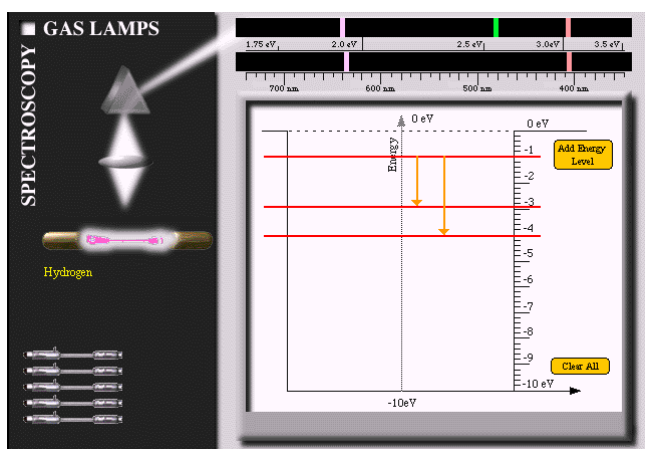 GAS LAMPS
SPECTROSCOPY
Hydrogen
1.75 eV
2.0 eV
2.5 eV
3.0eV
3.5 eV
700 nm
600 nm
500 nm
400 nm
0 eV
0 eV
Energy
-1
-2
-3
-4
-5
-6
-7
-8
-9
-10 eV
-10eV
Add Energy
Level
Clear All